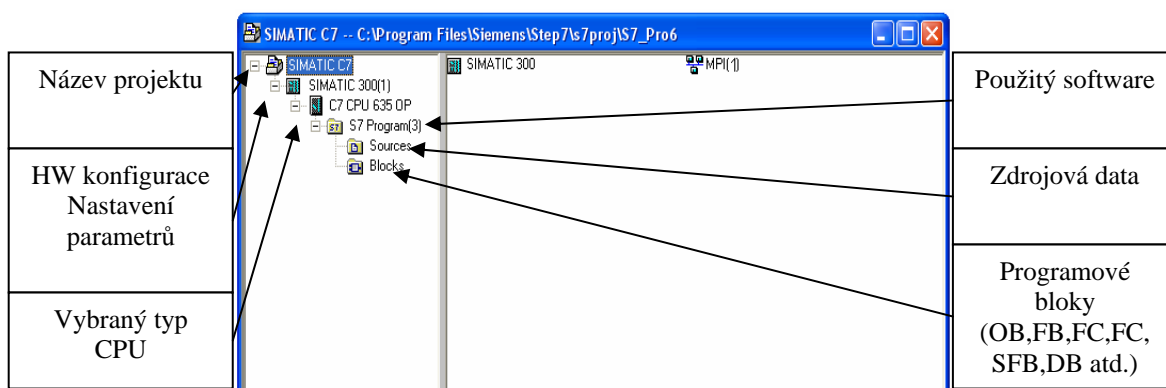 SIMATIC C7 -- C:\Program Files\Siemens\Step7\s7proj\S7_Pro6
Název projektu
HW konfigurace
Nastavení
parametrů
Vybraný typ
CPU
SIMATIC C7
SIMATIC 300(1)
C7 CPU 635 OP
S7 Program(3)
Sources
Blocks
SIMATIC 300
MPI(1)
Použitý software
Zdrojová data
Programové
bloky
(OB,FB,FC,FC,
SFB,DB atd.)